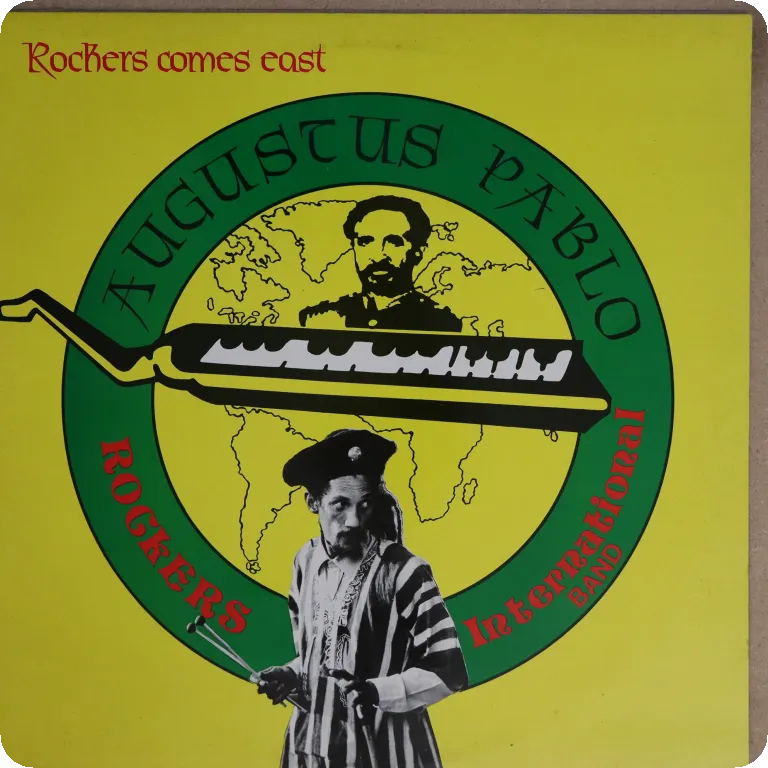 Rockers comes east
AUGUSTUS PABLO
ROCKERS
International
BAND